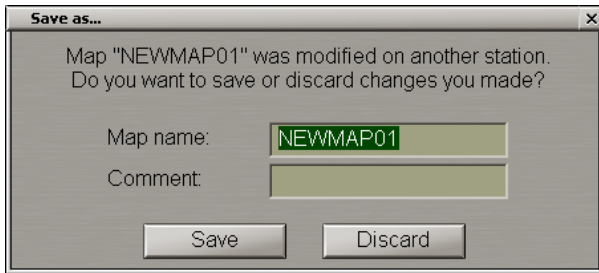 Save as...
Map "NEWMAP01" was modified on another station.
Do you want to save or discard changes you made?
Map name:
NEWMAP01
Comment:
Save
Discard